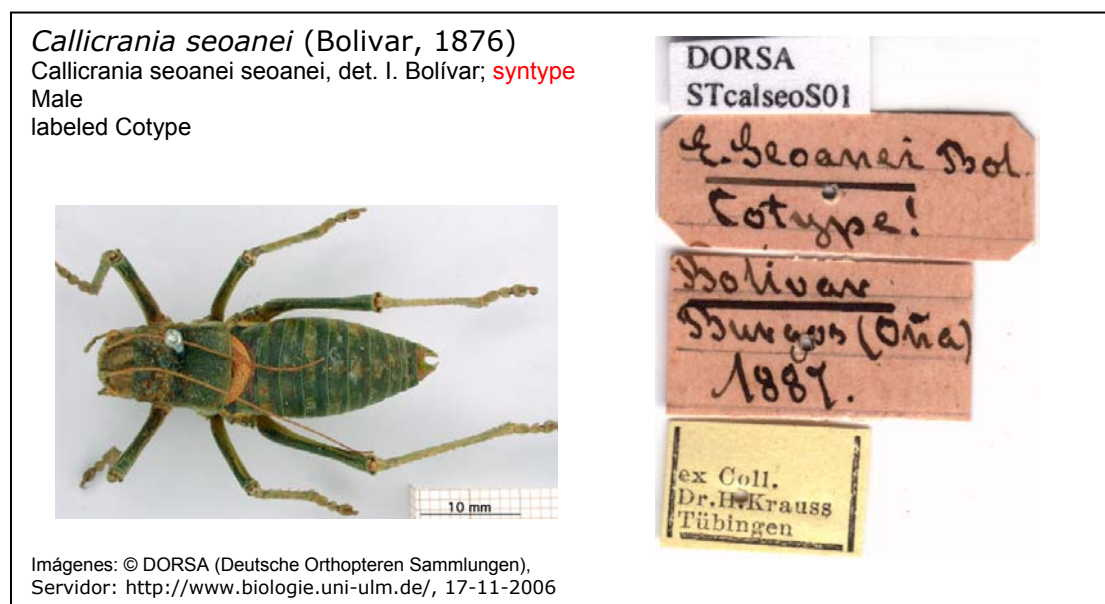 Callicrania seoanei (Bolivar, 1876)
Callicrania seoanei seoanei, det. I. Bolívar; syntype
Male
labeled Cotype
DORSA
STcalseoS01
E. Seoanei Bol.
Cotype!
Bolivar
Burgos (Oña)
1887.
ex Coll.
Dr.H.Krauss
Tübingen
10 mm
Imágenes: © DORSA (Deutsche Orthopteren Sammlungen),
Servidor: http://www.biologie.uni-ulm.de/, 17-11-2006